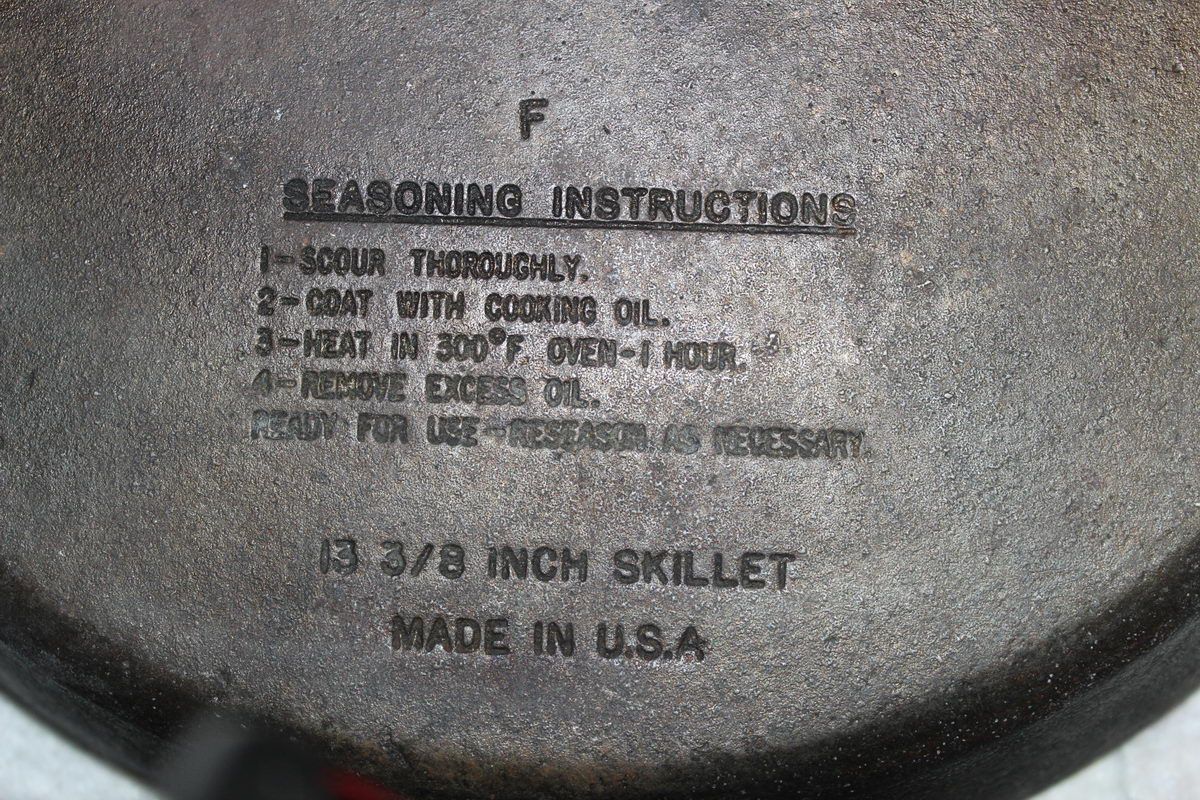 F
SEASONING INSTRUCTIONS
1-SCOUR THOROUGHLY.
2-COAT WITH COOKING OIL.
3-HEAT IN 300°F. OVEN-1 HOUR.
4-REMOVE EXCESS OIL.
READY FOR USE-RESEASON AS NECESSARY.
13 3/8 INCH SKILLET
MADE IN U.S.A